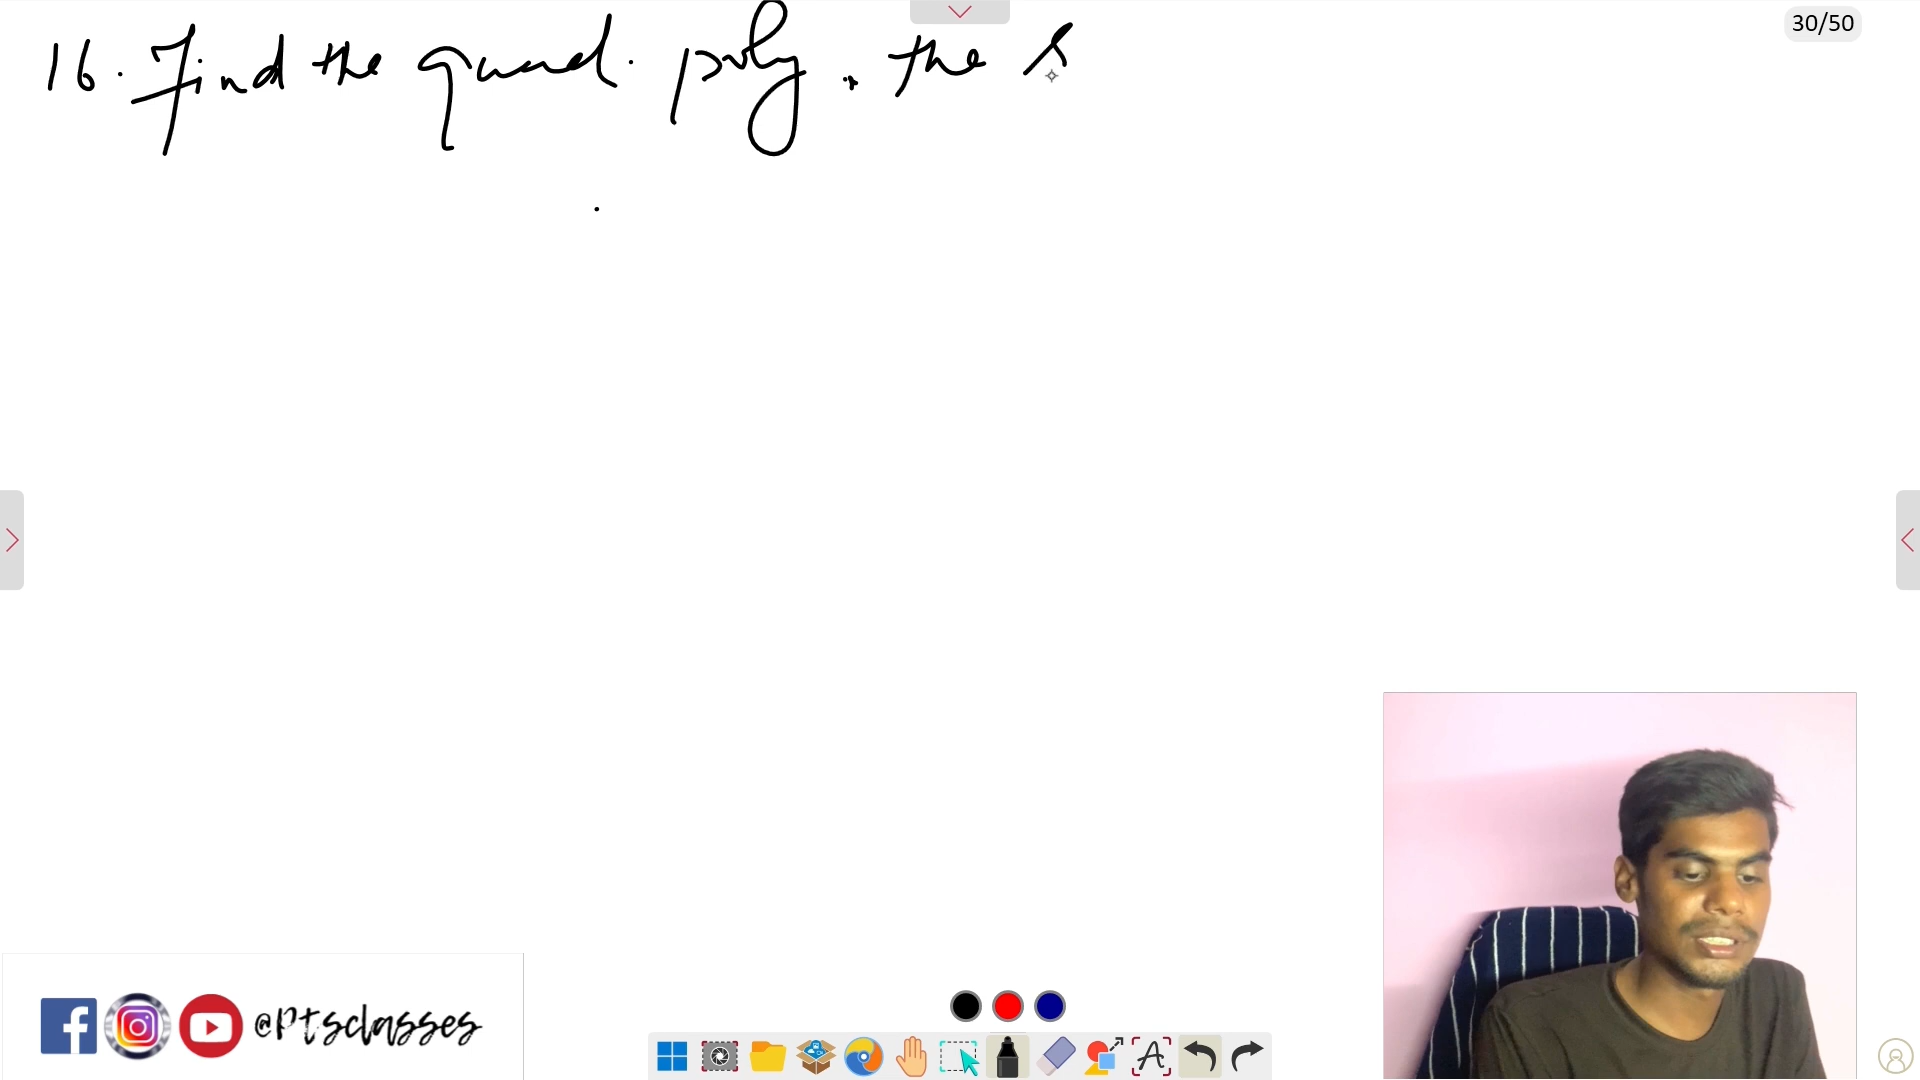 30/50
16. Find the quad. poly. the s
@Ptsclasses